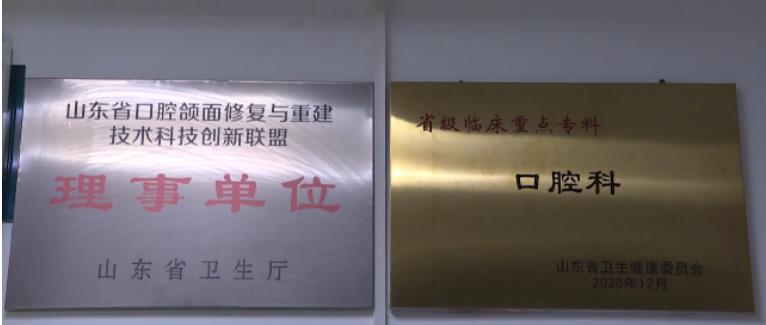 山东省口腔颌面修复与重建
技术科技创新联盟
理事单位
山东省卫生厅
省级临床重点专科
口腔科
山东省卫生健康委员会
2020年12月